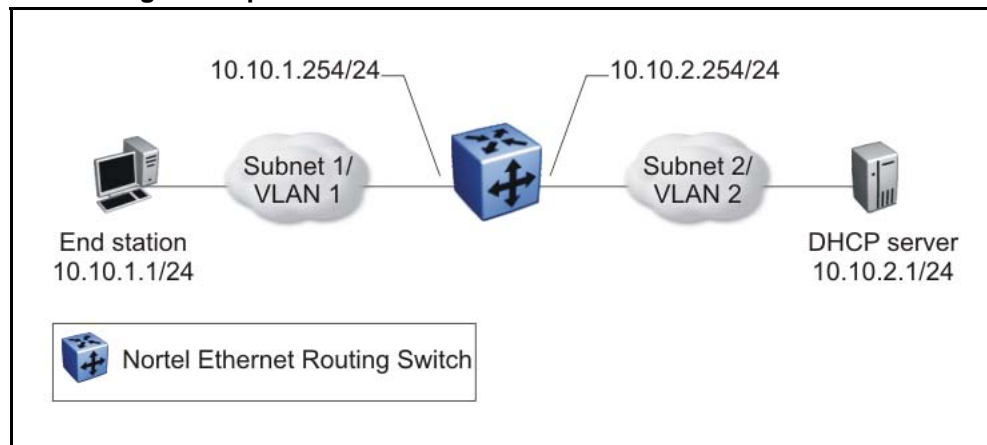 10.10.1.254/24
10.10.2.254/24
Subnet 1/
VLAN 1
Subnet 2/
VLAN 2
End station
10.10.1.1/24
DHCP server
10.10.2.1/24
Nortel Ethernet Routing Switch